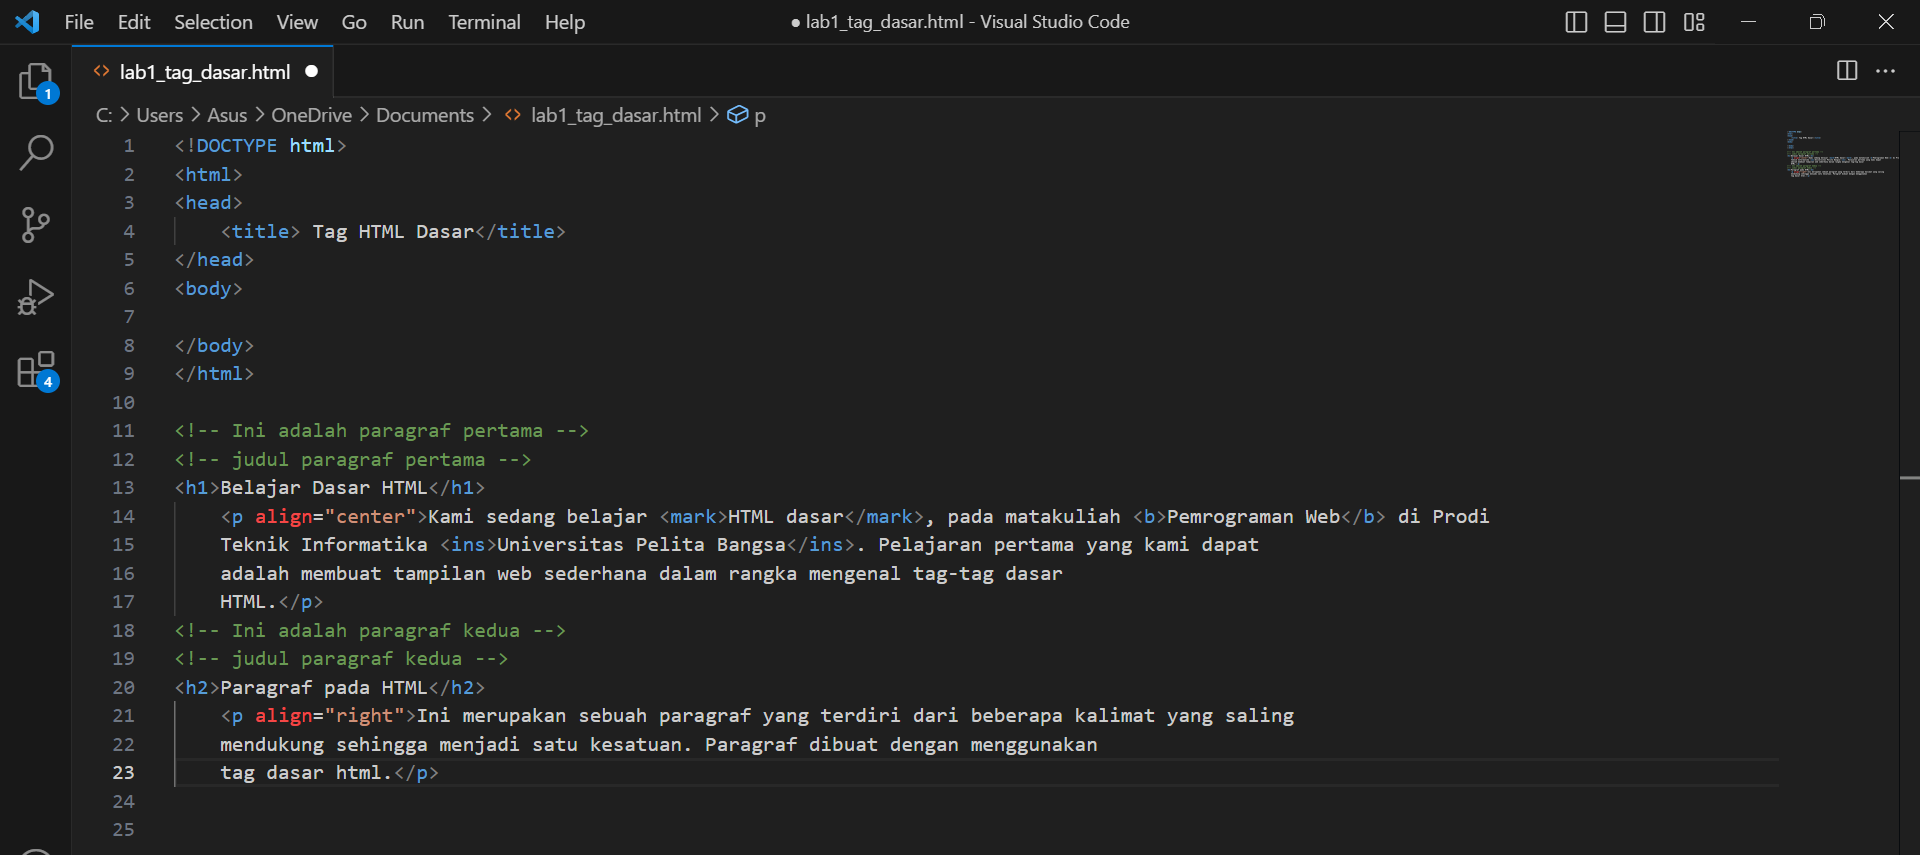 File Edit Selection View Go Run Terminal Help
● lab1_tag_dasar.html - Visual Studio Code
<> lab1_tag_dasar.html ●
1
4
C: > Users > Asus > OneDrive > Documents > <> lab1_tag_dasar.html > p
1 <!DOCTYPE html>
2 <html>
3 <head>
4     <title> Tag HTML Dasar</title>
5 </head>
6 <body>
7
8 </body>
9 </html>
10
11 <!-- Ini adalah paragraf pertama -->
12 <!-- judul paragraf pertama -->
13 <h1>Belajar Dasar HTML</h1>
14     <p align="center">Kami sedang belajar <mark>HTML dasar</mark>, pada matakuliah <b>Pemrograman Web</b> di Prodi
15     Teknik Informatika <ins>Universitas Pelita Bangsa</ins>. Pelajaran pertama yang kami dapat
16     adalah membuat tampilan web sederhana dalam rangka mengenal tag-tag dasar
17     HTML.</p>
18 <!-- Ini adalah paragraf kedua -->
19 <!-- judul paragraf kedua -->
20 <h2>Paragraf pada HTML</h2>
21     <p align="right">Ini merupakan sebuah paragraf yang terdiri dari beberapa kalimat yang saling
22     mendukung sehingga menjadi satu kesatuan. Paragraf dibuat dengan menggunakan
23     tag dasar html.</p>
24
25